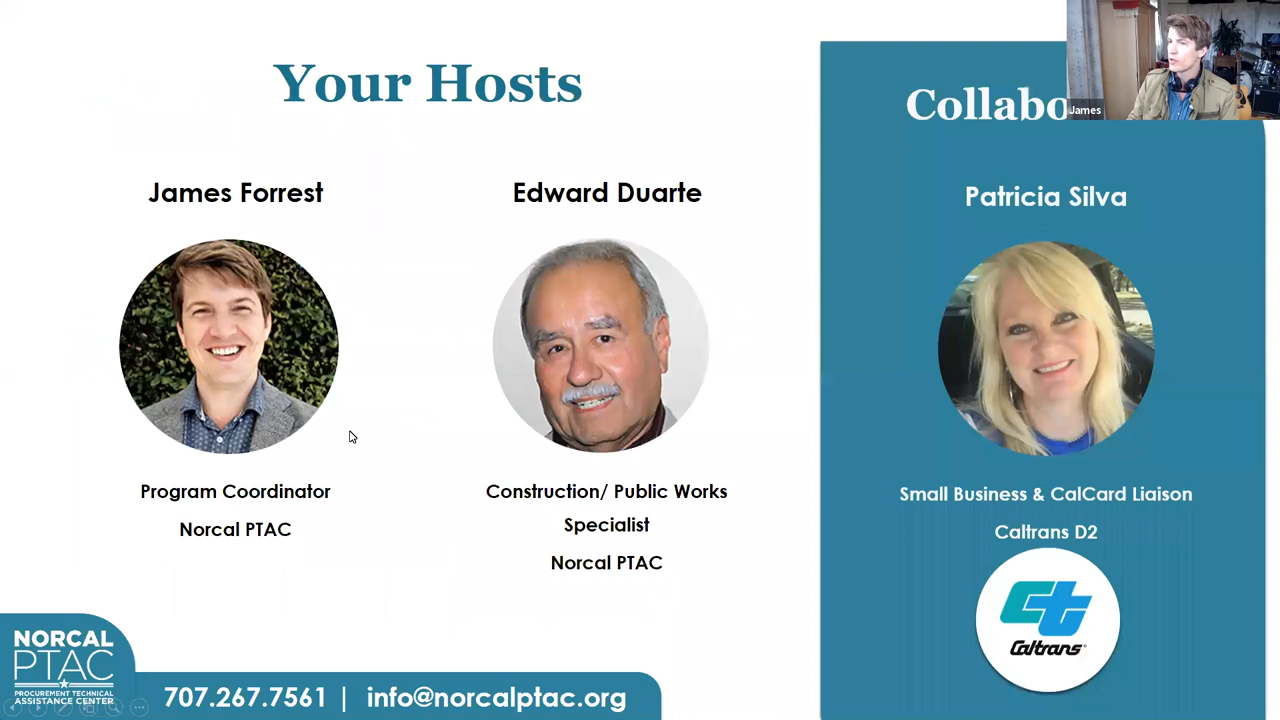 Your Hosts
Collabo
James
James Forrest
Edward Duarte
Patricia Silva
Program Coordinator
Norcal PTAC
Construction/ Public Works
Specialist
Norcal PTAC
Small Business & CalCard Liaison
Caltrans D2
Caltrans
NORCAL
PTAC
PROCUREMENT TECHNICAL
ASSISTANCE CENTER
707.267.7561 | info@norcalptac.org